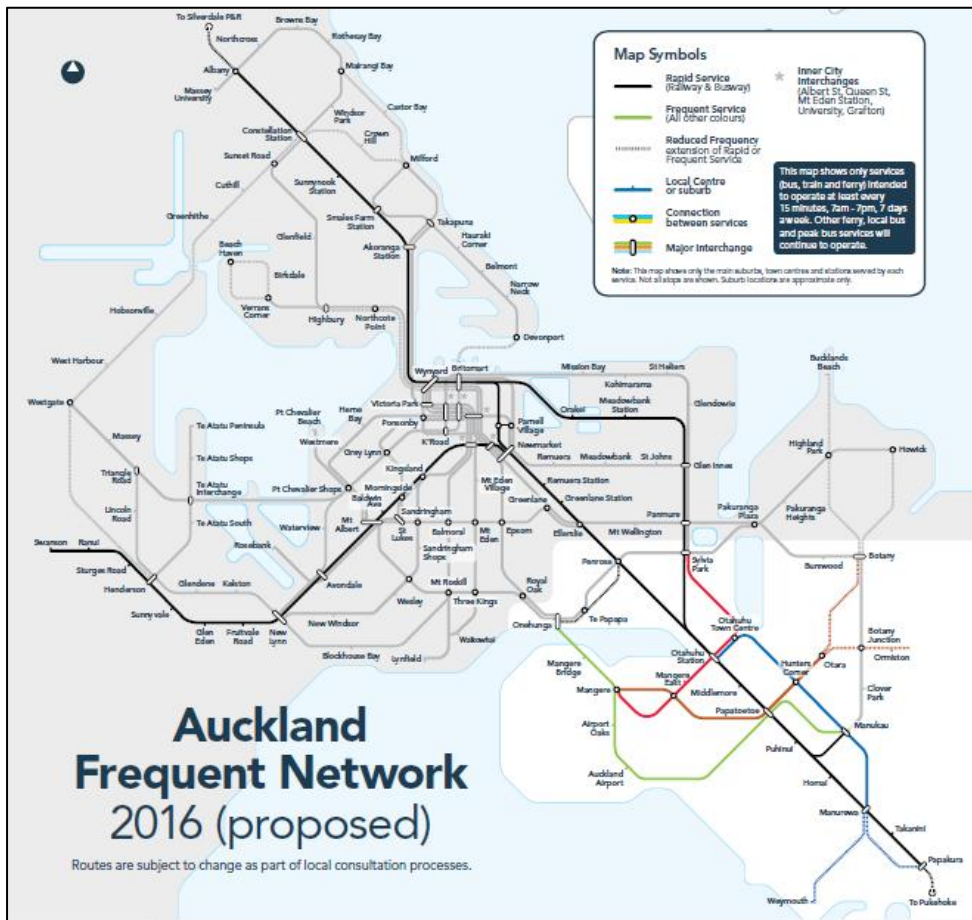 To Silverdale P&R
Browns Bay
Northcross
Rothesay Bay
Albany
Mairangi Bay
Massey
University
Windsor
Park
Castor Bay
Constellation
Station
Crown
Hill
Sunset Road
Milford
Sunnynook
Station
Cuthill
Smales Farm
Station
Takapuna
Greenhithe
Glenfield
Akoranga
Station
Hauraki
Corner
Beach
Haven
Birkdale
Belmont
Narrow
Neck
Hobsonville
Verrans
Corner
Highbury
Northcote
Point
Devonport
Map Symbols
Rapid Service
(Railway & Busway)
Frequent Service
(All other colours)
Reduced Frequency
extension of Rapid or
Frequent Service
Local Centre
or suburb
Connection
between services
Major Interchange
Inner City
Interchanges
(Albert St, Queen St,
Mt Eden Station,
University, Grafton)
This map shows only services
(bus, train and ferry) intended
to operate at least every
15 minutes, 7am - 7pm, 7 days
a week. Other ferry, local bus
and peak bus services will
continue to operate.
Note: This map shows only the main suburbs, town centres and stations served by each
service. Not all stops are shown. Suburb locations are approximate only.
West Harbour
Wynyard
Britomart
Mission Bay
St Heliers
Bucklands
Beach
Kohimarama
Westgate
Victoria Park
Orakei
Meadowbank
Station
Glendowie
Pt Chevalier
Beach
Herne
Bay
Ponsonby
Parnell
Village
Massey
Te Atatu Peninsula
Westmere
K'Road
Newmarket
Highland
Park
Howick
Te Atatu Shops
Grey Lynn
Remuera
Meadowbank
St Johns
Glen Innes
Triangle
Road
Te Atatu
Interchange
Pt Chevalier Shops
Kingsland
Morningside
Baldwin
Ave
Mt Eden
Village
Remuera Station
Greenlane
Greenlane Station
Lincoln
Road
Te Atatu South
Waterview
Mt
Albert
Sandringham
St
Lukes
Balmoral
Mt
Eden
Epsom
Ellerslie
Mt Wellington
Panmure
Pakuranga
Plaza
Pakuranga
Heights
Swanson
Ranui
Rosebank
Sandringham
Shops
Penrose
Sylvia
Park
Burswood
Botany
Sturges Road
Henderson
Glendene
Kelston
Avondale
Wesley
Mt Roskill
Three Kings
Royal
Oak
Onehunga
Te Papapa
Otahuhu
Town Centre
Botany
Junction
Sunnyvale
Glen
Eden
Fruitvale
Road
New
Lynn
New Windsor
Blockhouse Bay
Lynfield
Waikowhai
Otahuhu
Station
Hunters
Corner
Otara
Ormiston
Mangere
Bridge
Mangere
East
Middlemore
Clover
Park
Mangere
Papatoetoe
Manukau
Airport
Oaks
Puhinui
Auckland
Airport
Homai
Manurewa
Takanini
Papakura
Weymouth
To Pukekohe
Auckland
Frequent Network
2016 (proposed)
Routes are subject to change as part of local consultation processes.